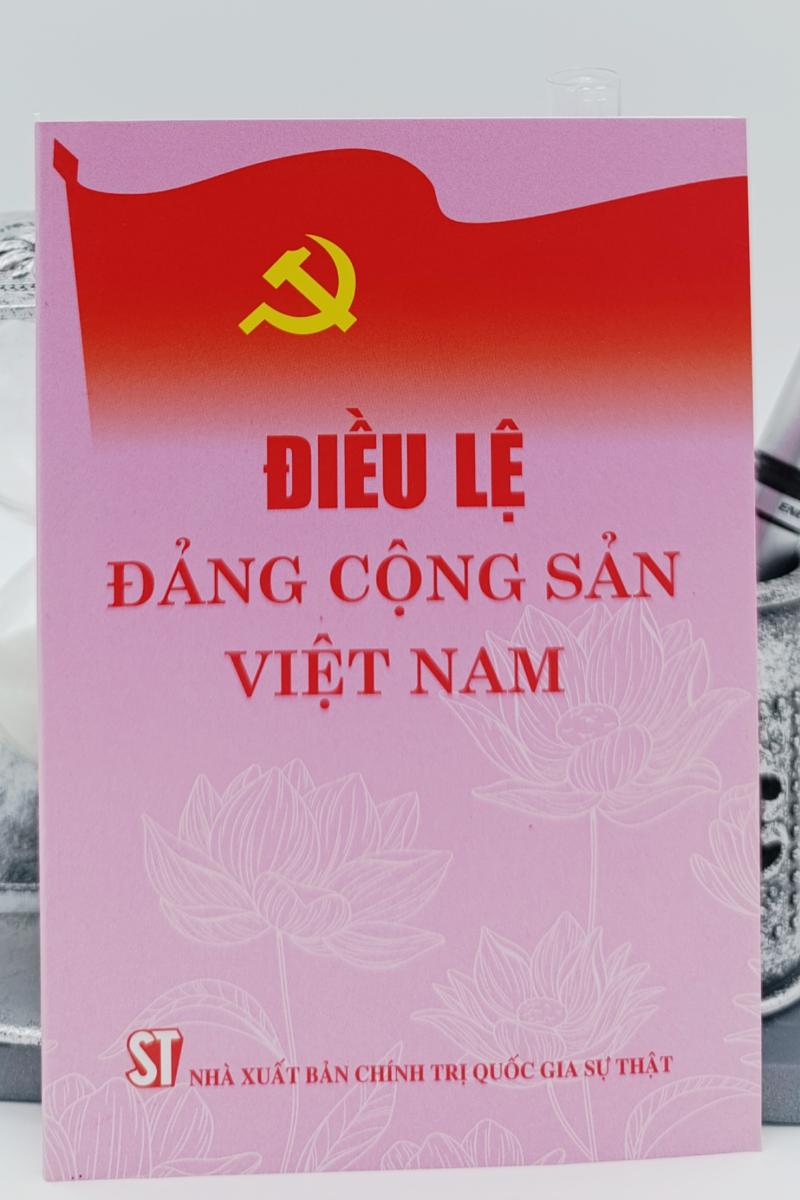 ĐIỀU LỆ
ĐẢNG CỘNG SẢN
VIỆT NAM
ST NHÀ XUẤT BẢN CHÍNH TRỊ QUỐC GIA SỰ THẬT